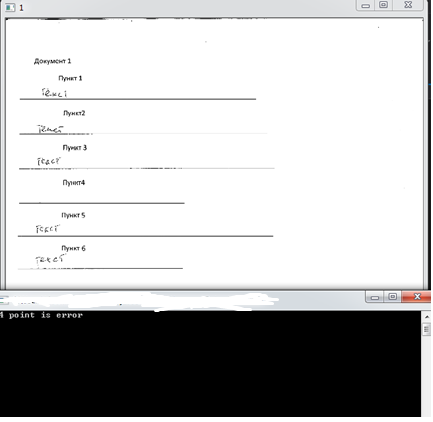 1
Документ 1
Пункт 1
Текст
Пункт2
Текст
Пункт 3
Текст
Пункт4
Пункт 5
Текст
Пункт 6
Текст
4 point is error